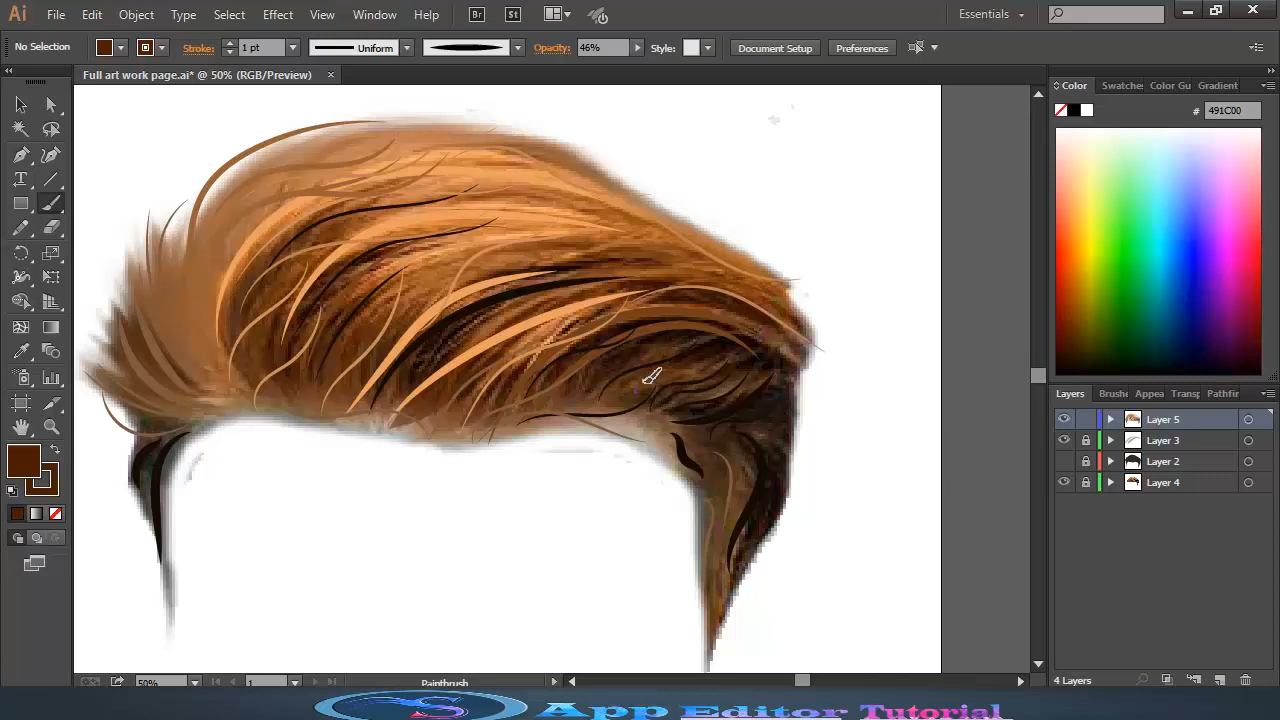 Ai File Edit Object Type Select Effect View Window Help Br St Essentials
No Selection Stroke: 1 pt Uniform Opacity: 46% Style: Document Setup Preferences
Full art work page.ai* @ 50% (RGB/Preview)
Color Swatches Color Gu Gradient
# 491C00
Layers Brushe Appea Transp Pathfin
Layer 5
Layer 3
Layer 2
Layer 4
50% 1 Paintbrush 4 Layers
S App Editor Tutorial